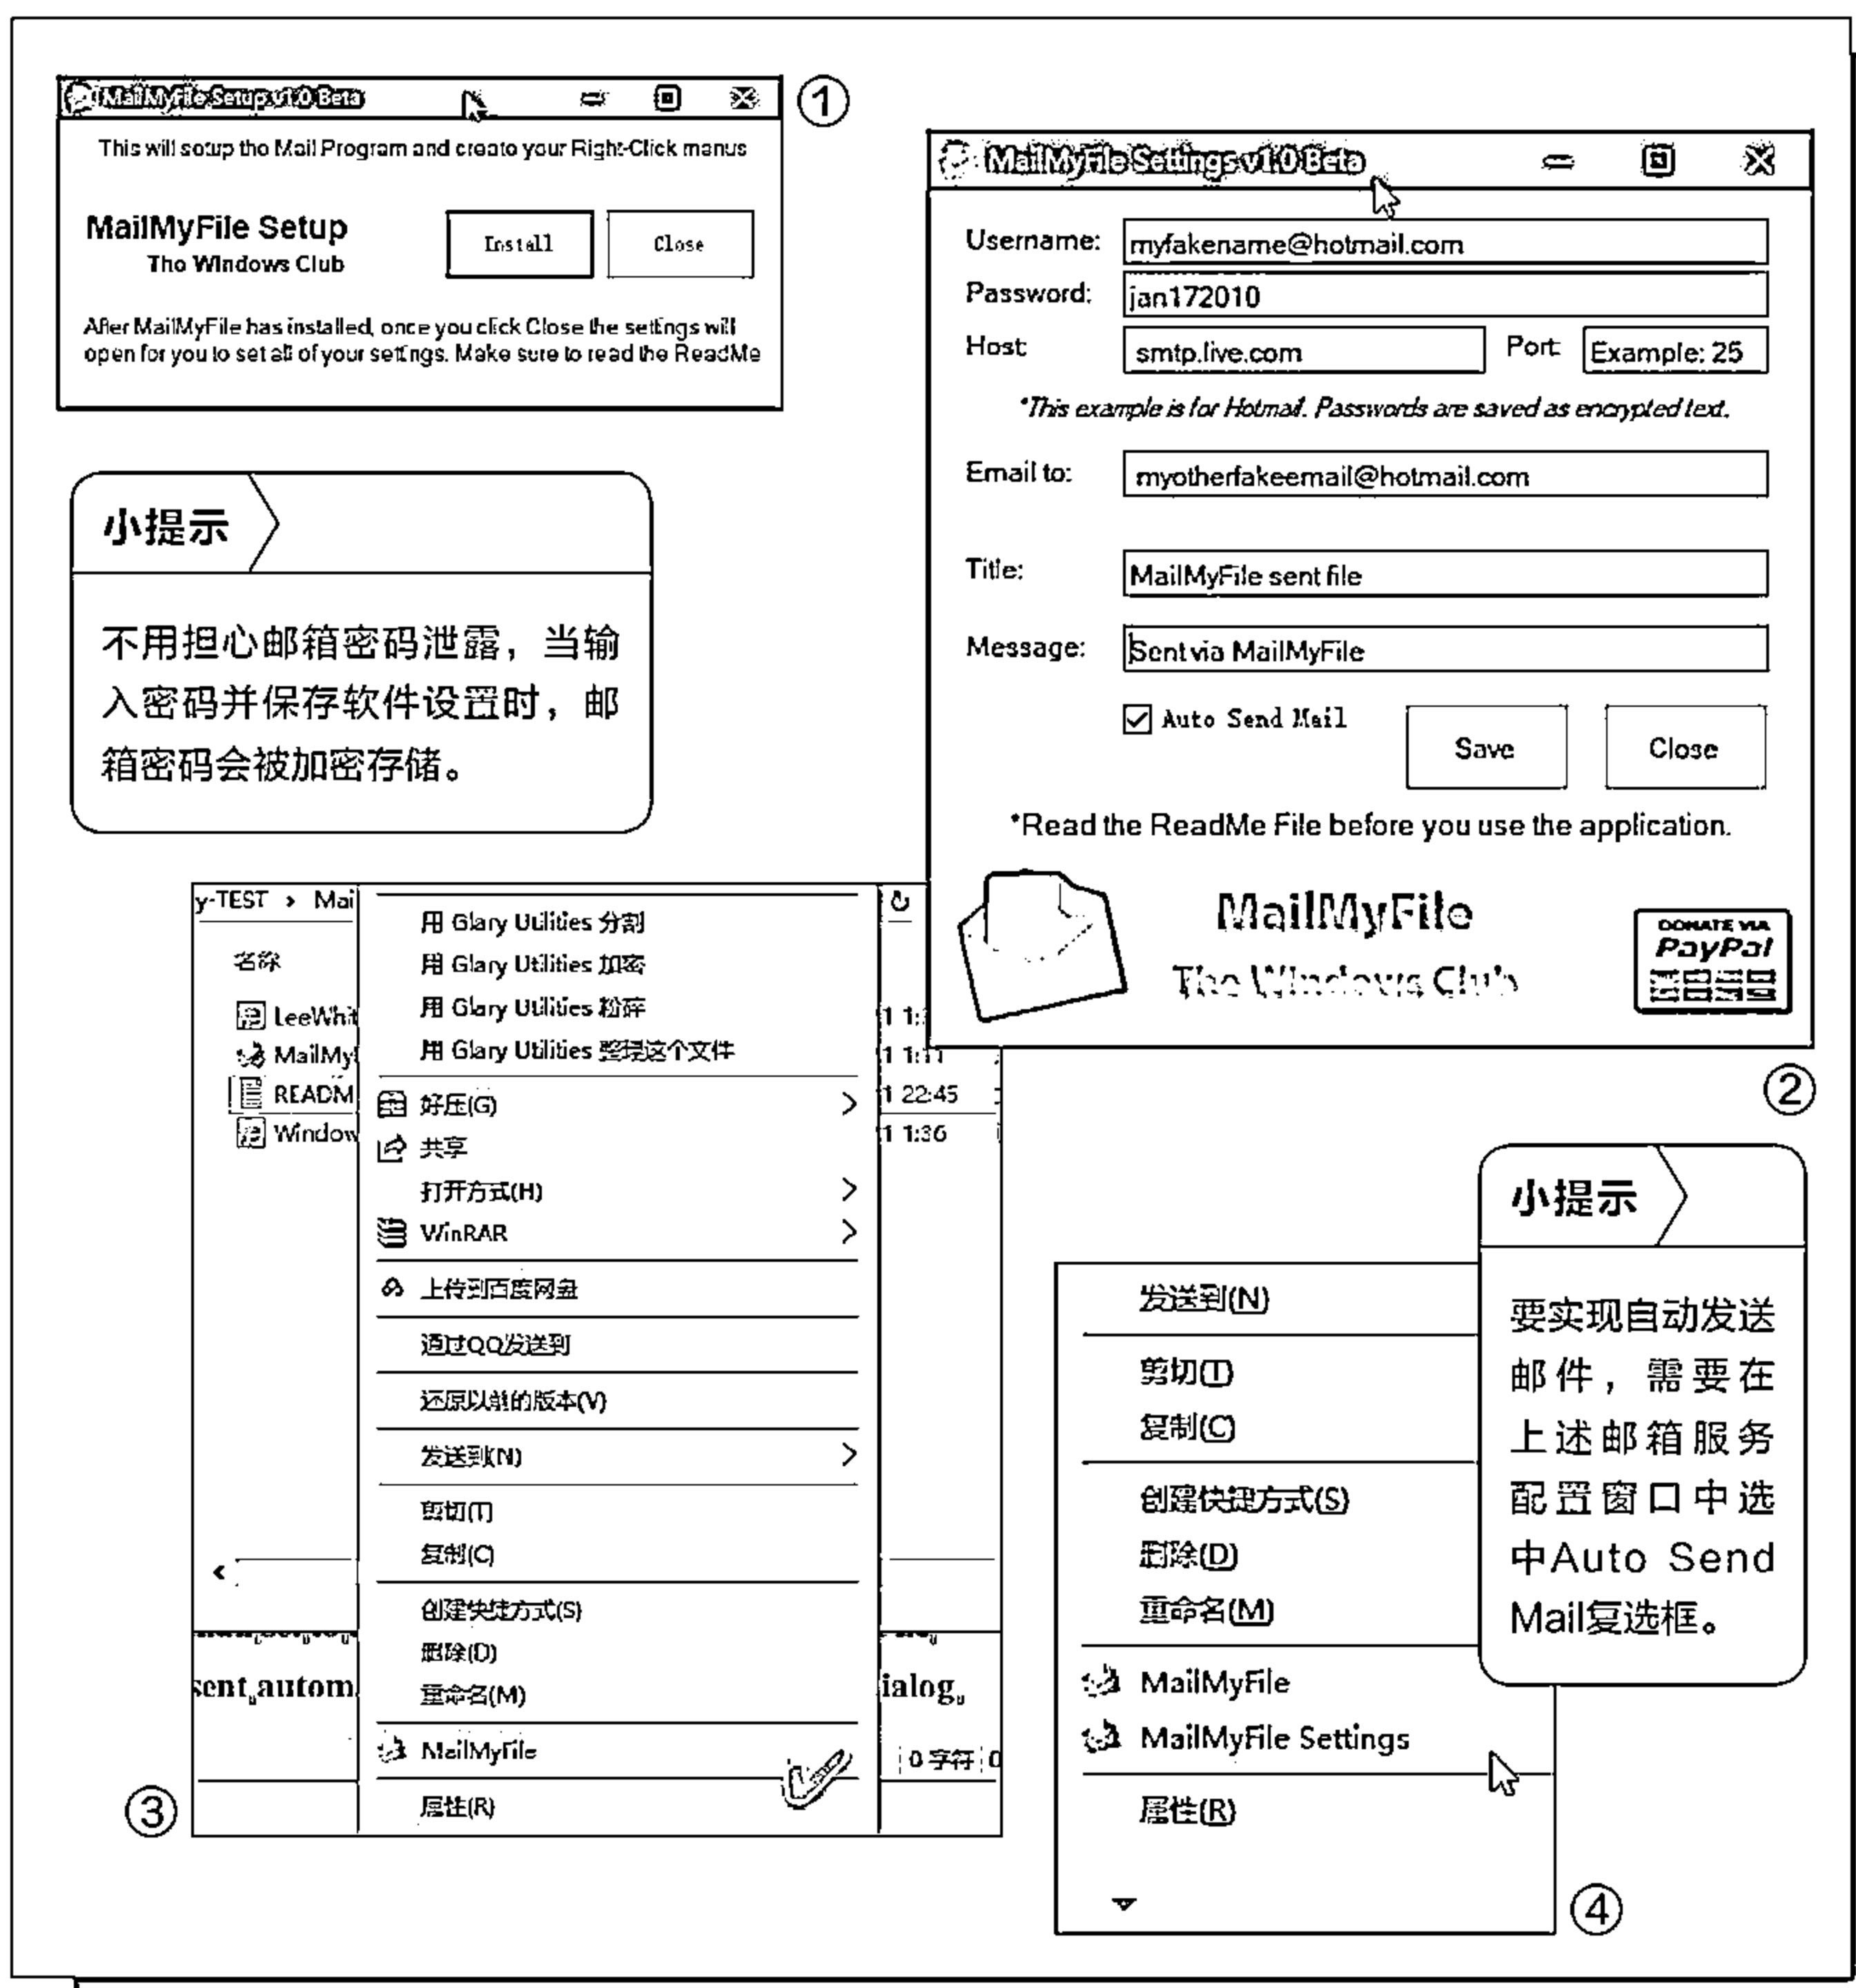 MailMyFile Setup v1.0 Beta
①
This will setup the Mail Program and create your Right-Click menus
MailMyFile Setup
The Windows Club
Install
Close
After MailMyFile has installed, once you click Close the settings will
open for you to set all of your settings. Make sure to read the ReadMe
MailMyFile Settings v1.0 Beta
Username:
myfakename@hotmail.com
Password:
jan172010
Host:
smtp.live.com
Port:
Example: 25
*This example is for Hotmail. Passwords are saved as encrypted text.
Email to:
myotherfakeemail@hotmail.com
Title:
MailMyFile sent file
Message:
Sent via MailMyFile
Auto Send Mail
Save
Close
*Read the ReadMe File before you use the application.
MailMyFile
The Windows Club
DONATE VIA
PayPal
②
小提示
不用担心邮箱密码泄露，当输
入密码并保存软件设置时，邮
箱密码会被加密存储。
y-TEST > Mai
名称
LeeWhit
MailMy
READM
Window
1 1:11
1 22:45
1 1:36
用 Glary Utilities 分割
用 Glary Utilities 加密
用 Glary Utilities 粉碎
用 Glary Utilities 整理这个文件
好压(G)
共享
打开方式(H)
WinRAR
上传到百度网盘
通过QQ发送到
还原以前的版本(V)
发送到(N)
剪切(T)
复制(C)
创建快捷方式(S)
删除(D)
重命名(M)
MailMyFile
属性(R)
sent autom
ialog
0 字符
③
发送到(N)
剪切(T)
复制(C)
创建快捷方式(S)
删除(D)
重命名(M)
MailMyFile
MailMyFile Settings
属性(R)
④
小提示
要实现自动发送
邮件，需要在
上述邮箱服务
配置窗口中选
中Auto Send
Mail复选框。